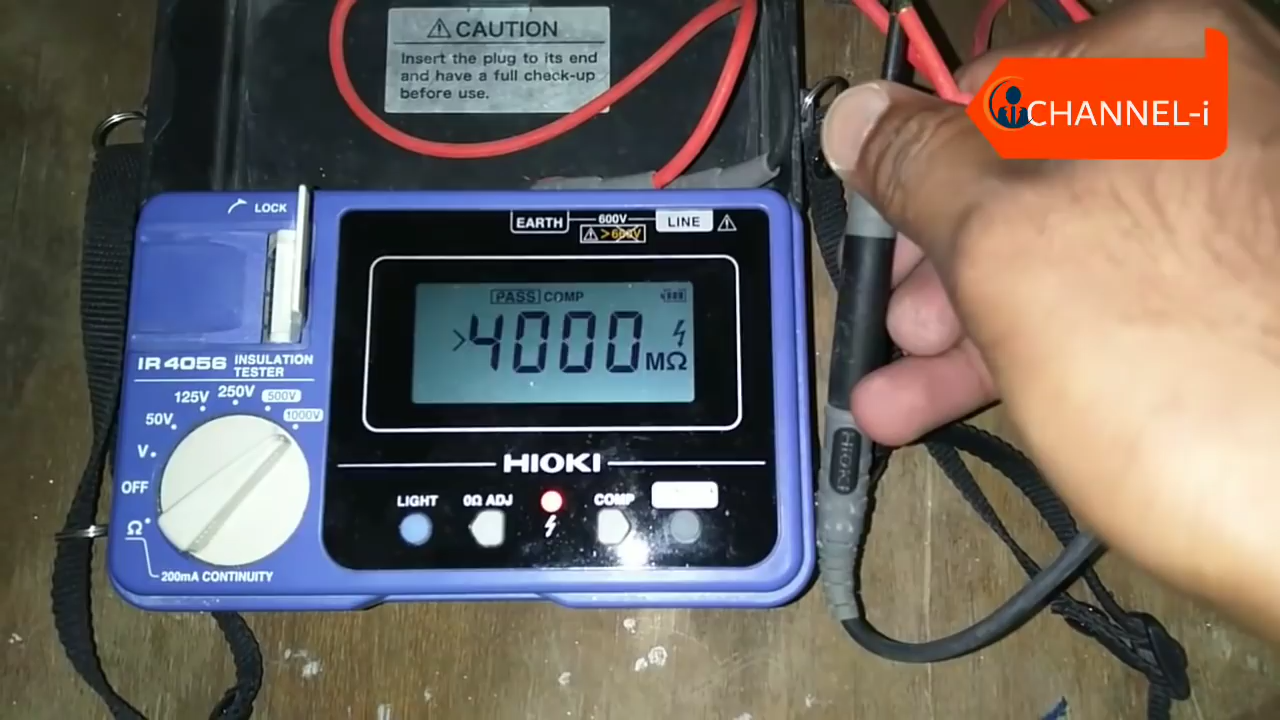 ⚠ CAUTION
Insert the plug to its end
and have a full check-up
before use.
CHANNEL-i
LOCK
EARTH
600V
LINE ⚠
⚠ >600V
PASS COMP
>4000 MΩ
IR 4056 INSULATION
TESTER
50V
125V
250V
500V
1000V
V
OFF
Ω
200mA CONTINUITY
HIOKI
LIGHT
0Ω ADJ
COMP
HIOKI